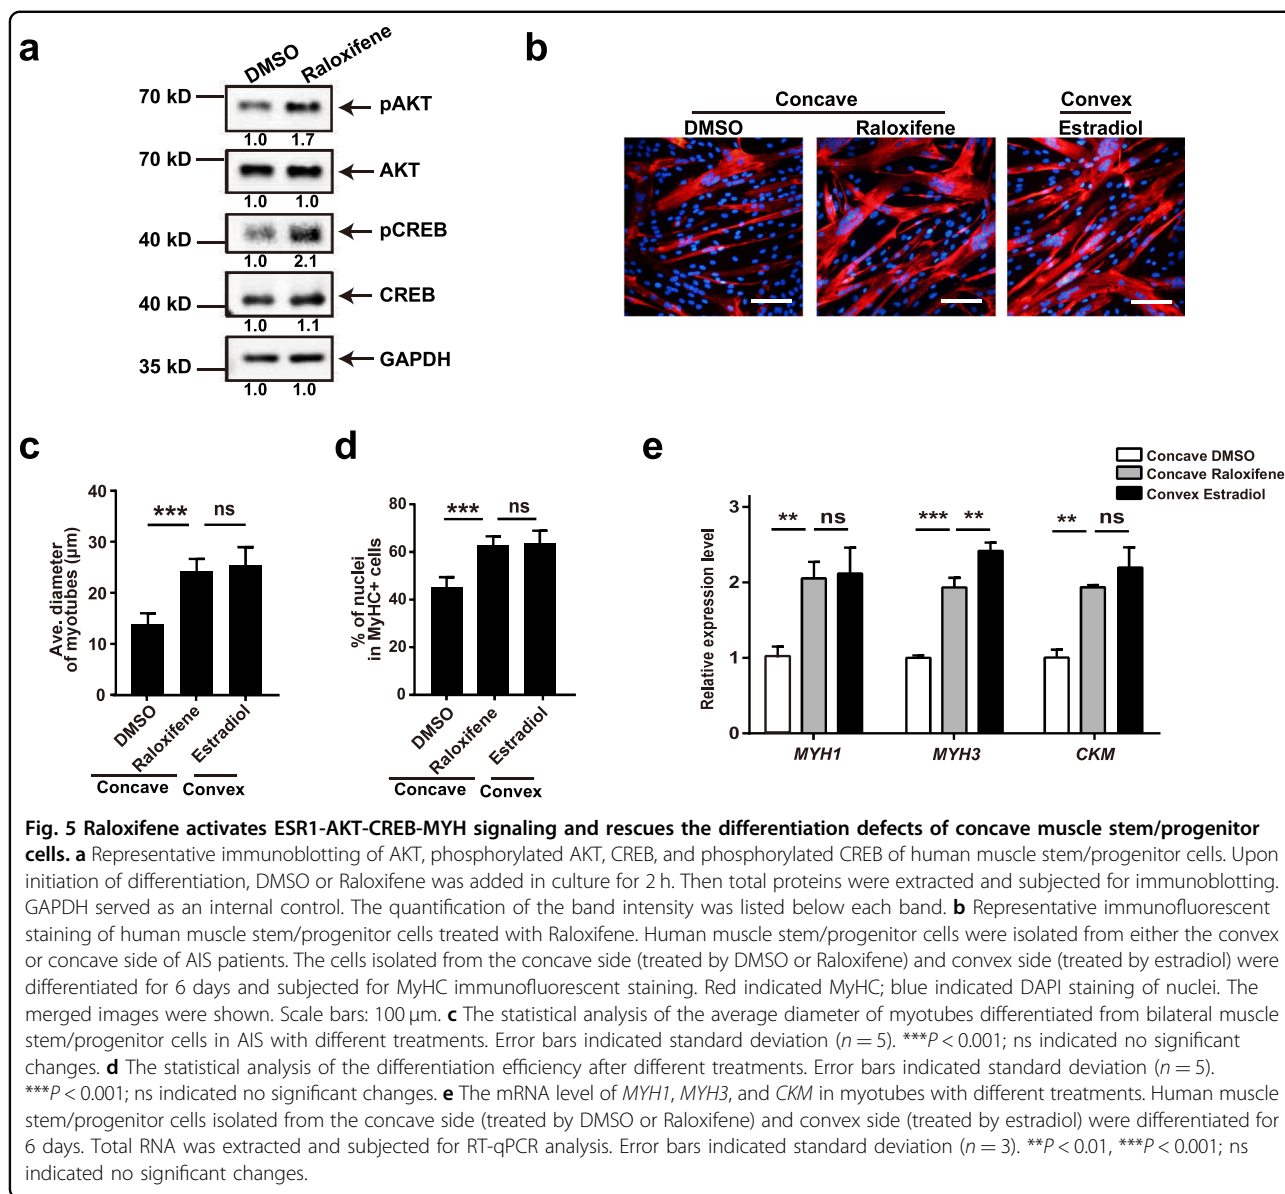 a
DMSO
Raloxifene
70 kD
pAKT
1.0 1.7
70 kD
AKT
1.0 1.0
pCREB
40 kD
1.0 2.1
CREB
40 kD
1.0 1.1
GAPDH
35 kD
1.0 1.0
b
Concave Convex
DMSO Raloxifene Estradiol
c
Ave. diameter
of myotubes (µm)
40
30
20
10
0
*** ns
DMSO
Raloxifene
Estradiol
Concave Convex
d
% of nuclei
in MyHC+ cells
80
60
40
20
0
*** ns
DMSO
Raloxifene
Estradiol
Concave Convex
e
Concave DMSO
Concave Raloxifene
Convex Estradiol
Relative expression level
3
2
1
0
** ns *** ** ** ns
MYH1 MYH3 CKM
Fig. 5 Raloxifene activates ESR1-AKT-CREB-MYH signaling and rescues the differentiation defects of concave muscle stem/progenitor
cells. a Representative immunoblotting of AKT, phosphorylated AKT, CREB, and phosphorylated CREB of human muscle stem/progenitor cells. Upon
initiation of differentiation, DMSO or Raloxifene was added in culture for 2 h. Then total proteins were extracted and subjected for immunoblotting.
GAPDH served as an internal control. The quantification of the band intensity was listed below each band. b Representative immunofluorescent
staining of human muscle stem/progenitor cells treated with Raloxifene. Human muscle stem/progenitor cells were isolated from either the convex
or concave side of AIS patients. The cells isolated from the concave side (treated by DMSO or Raloxifene) and convex side (treated by estradiol) were
differentiated for 6 days and subjected for MyHC immunofluorescent staining. Red indicated MyHC; blue indicated DAPI staining of nuclei. The
merged images were shown. Scale bars: 100 µm. c The statistical analysis of the average diameter of myotubes differentiated from bilateral muscle
stem/progenitor cells in AIS with different treatments. Error bars indicated standard deviation (n = 5). ***P < 0.001; ns indicated no significant
changes. d The statistical analysis of the differentiation efficiency after different treatments. Error bars indicated standard deviation (n = 5).
***P < 0.001; ns indicated no significant changes. e The mRNA level of MYH1, MYH3, and CKM in myotubes with different treatments. Human muscle
stem/progenitor cells isolated from the concave side (treated by DMSO or Raloxifene) and convex side (treated by estradiol) were differentiated for
6 days. Total RNA was extracted and subjected for RT-qPCR analysis. Error bars indicated standard deviation (n = 3). **P < 0.01, ***P < 0.001; ns
indicated no significant changes.